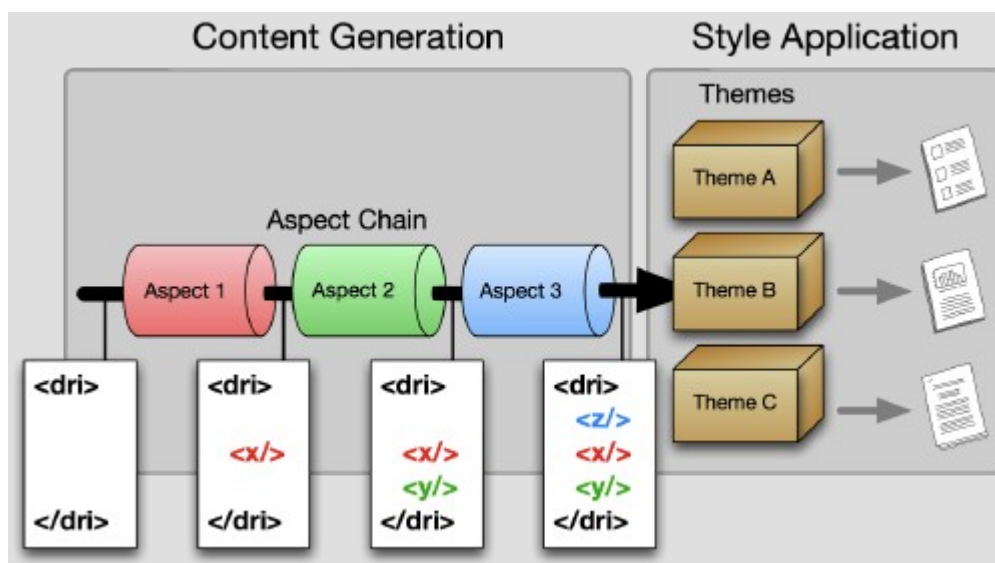 Content Generation
Style Application
Themes
Theme A
Aspect Chain
Aspect 1
Aspect 2
Aspect 3
Theme B
Theme C
<dri>
</dri>
<dri>
<x/>
</dri>
<dri>
<x/>
<y/>
</dri>
<dri>
<z/>
<x/>
<y/>
</dri>